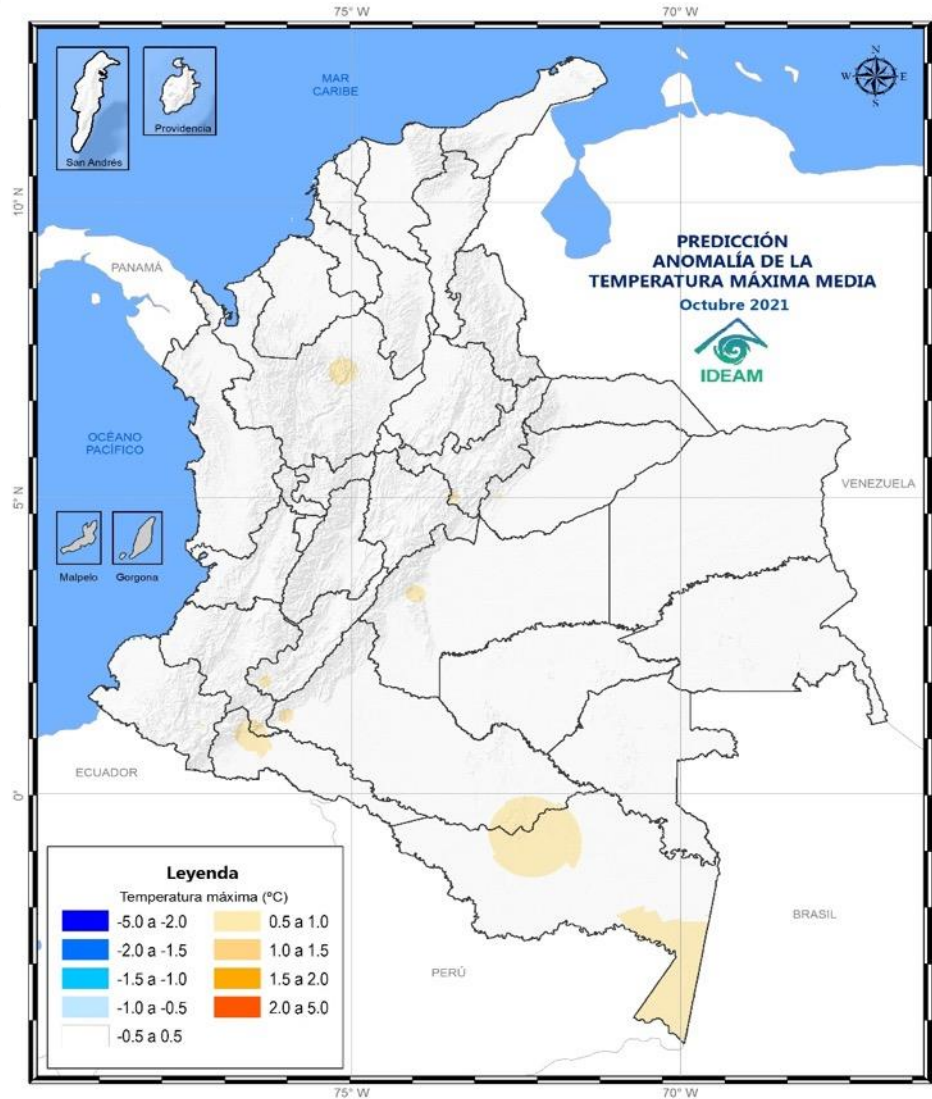 75° W
70° W
N
W
E
S
San Andrés
Providencia
MAR
CARIBE
10° N
PANAMÁ
PREDICCIÓN
ANOMALÍA DE LA
TEMPERATURA MÁXIMA MEDIA
Octubre 2021
IDEAM
OCÉANO
PACÍFICO
VENEZUELA
5° N
Malpelo
Gorgona
ECUADOR
0°
Leyenda
Temperatura máxima (ºC)
-5.0 a -2.0
0.5 a 1.0
-2.0 a -1.5
1.0 a 1.5
-1.5 a -1.0
1.5 a 2.0
-1.0 a -0.5
2.0 a 5.0
-0.5 a 0.5
BRASIL
PERÚ
75° W
70° W